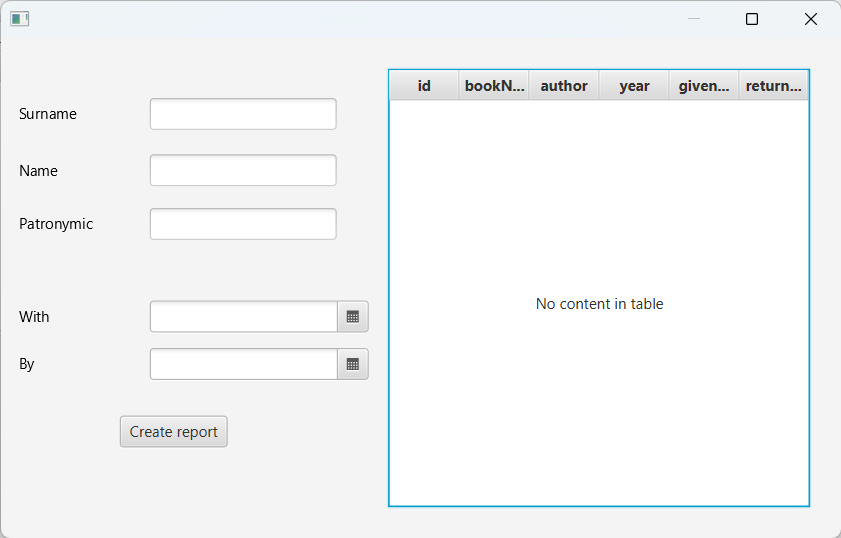 Surname
Name
Patronymic
With
By
Create report
id bookN... author year given... return...
No content in table